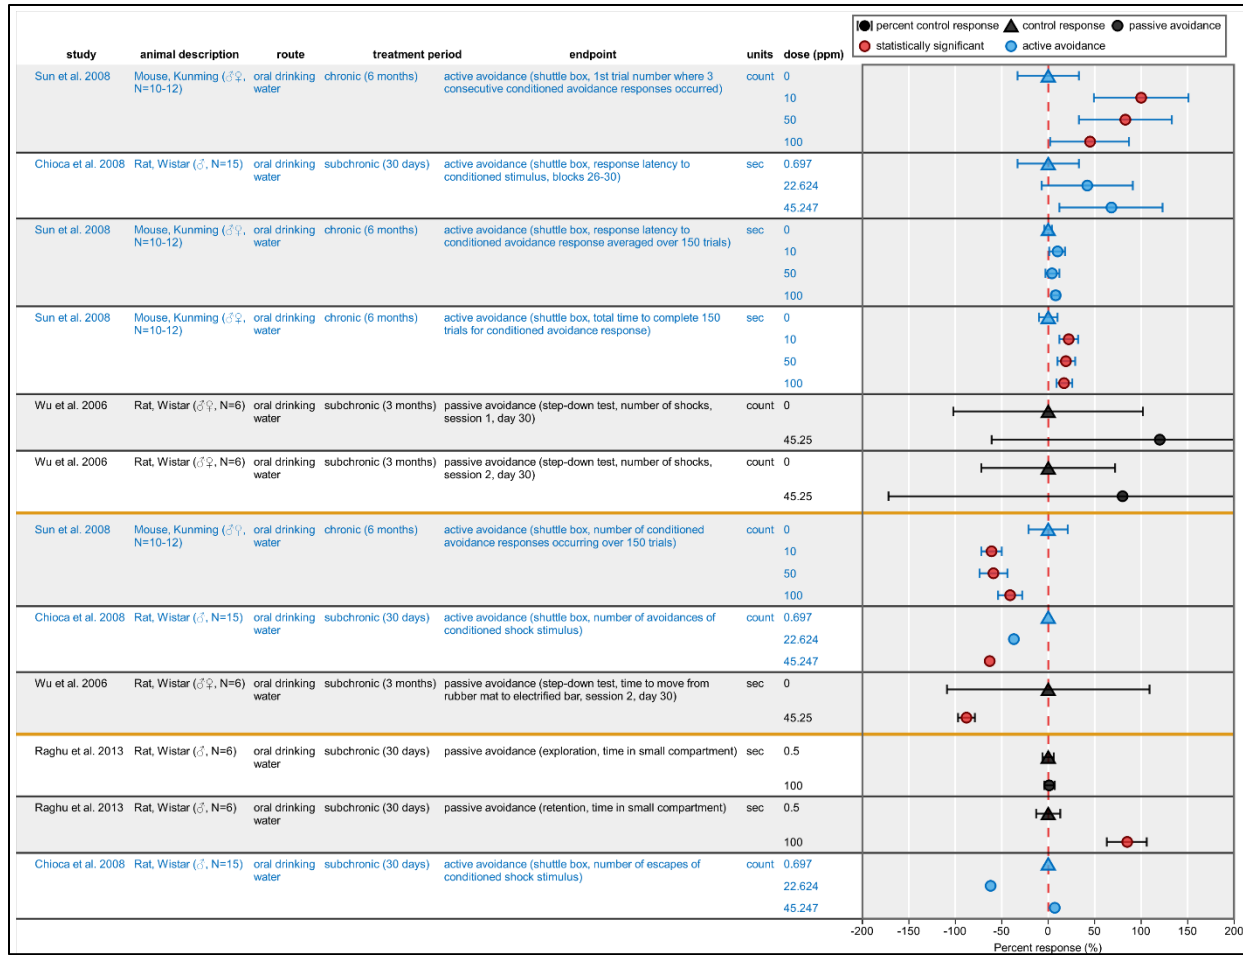 percent control response control response passive avoidance
statistically significant active avoidance
study animal description route treatment period endpoint units dose (ppm)
Sun et al. 2008 Mouse, Kunming (♂♀, oral drinking chronic (6 months) active avoidance (shuttle box, 1st trial number where 3 count 0
N=10-12) water consecutive conditioned avoidance responses occurred)
10
50
100
Chioca et al. 2008 Rat, Wistar (♂, N=15) oral drinking subchronic (30 days) active avoidance (shuttle box, response latency to sec 0.697
water conditioned stimulus, blocks 26-30)
22.624
45.247
Sun et al. 2008 Mouse, Kunming (♂♀, oral drinking chronic (6 months) active avoidance (shuttle box, response latency to sec 0
N=10-12) water conditioned avoidance response averaged over 150 trials)
10
50
100
Sun et al. 2008 Mouse, Kunming (♂♀, oral drinking chronic (6 months) active avoidance (shuttle box, total time to complete 150 sec 0
N=10-12) water trials for conditioned avoidance response)
10
50
100
Wu et al. 2006 Rat, Wistar (♂♀, N=6) oral drinking subchronic (3 months) passive avoidance (step-down test, number of shocks, count 0
water session 1, day 30)
45.25
Wu et al. 2006 Rat, Wistar (♂♀, N=6) oral drinking subchronic (3 months) passive avoidance (step-down test, number of shocks, count 0
water session 2, day 30)
45.25
Sun et al. 2008 Mouse, Kunming (♂♀, oral drinking chronic (6 months) active avoidance (shuttle box, number of conditioned count 0
N=10-12) water avoidance responses occurring over 150 trials)
10
50
100
Chioca et al. 2008 Rat, Wistar (♂, N=15) oral drinking subchronic (30 days) active avoidance (shuttle box, number of avoidances of count 0.697
water conditioned shock stimulus)
22.624
45.247
Wu et al. 2006 Rat, Wistar (♂♀, N=6) oral drinking subchronic (3 months) passive avoidance (step-down test, time to move from sec 0
water rubber mat to electrified bar, session 2, day 30)
45.25
Raghu et al. 2013 Rat, Wistar (♂, N=6) oral drinking subchronic (30 days) passive avoidance (exploration, time in small compartment) sec 0.5
water
100
Raghu et al. 2013 Rat, Wistar (♂, N=6) oral drinking subchronic (30 days) passive avoidance (retention, time in small compartment) sec 0.5
water
100
Chioca et al. 2008 Rat, Wistar (♂, N=15) oral drinking subchronic (30 days) active avoidance (shuttle box, number of escapes of count 0.697
water conditioned shock stimulus)
22.624
45.247
-200 -150 -100 -50 0 50 100 150 200
Percent response (%)